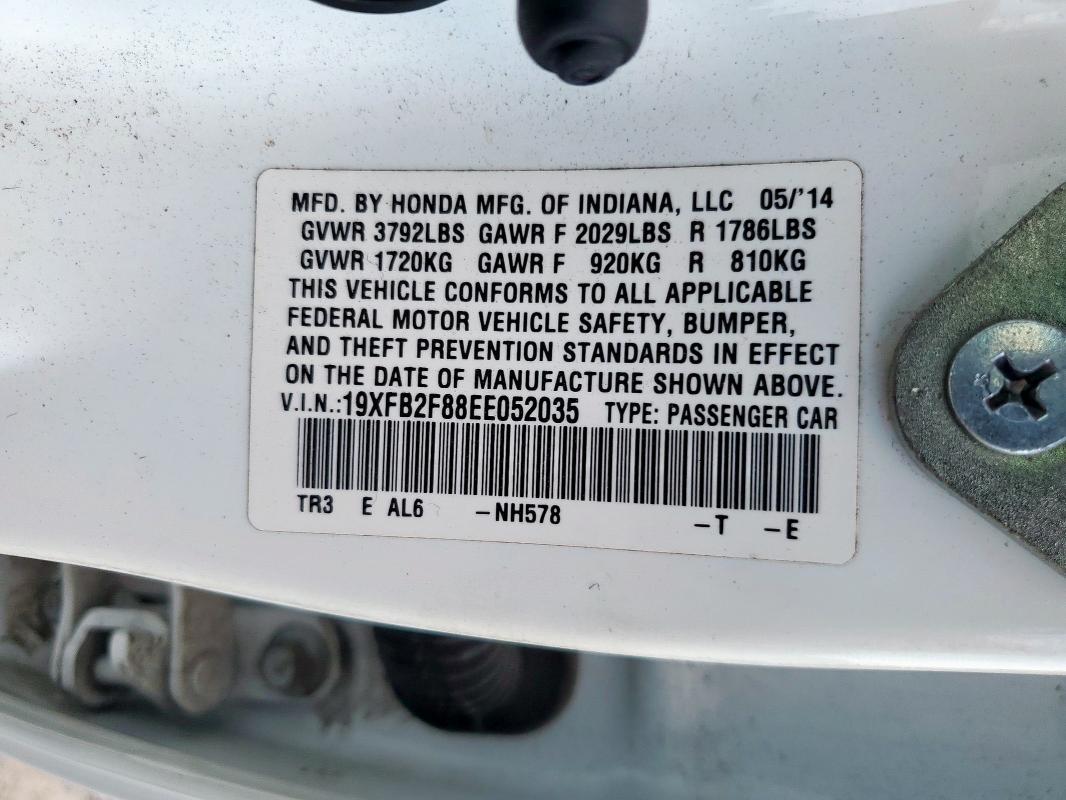 MFD. BY HONDA MFG. OF INDIANA, LLC 05/'14
GVWR 3792LBS GAWR F 2029LBS R 1786LBS
GVWR 1720KG GAWR F 920KG R 810KG
THIS VEHICLE CONFORMS TO ALL APPLICABLE
FEDERAL MOTOR VEHICLE SAFETY, BUMPER,
AND THEFT PREVENTION STANDARDS IN EFFECT
ON THE DATE OF MANUFACTURE SHOWN ABOVE.
V.I.N.:19XFB2F88EE052035 TYPE: PASSENGER CAR
TR3 E AL6 -NH578 -T -E